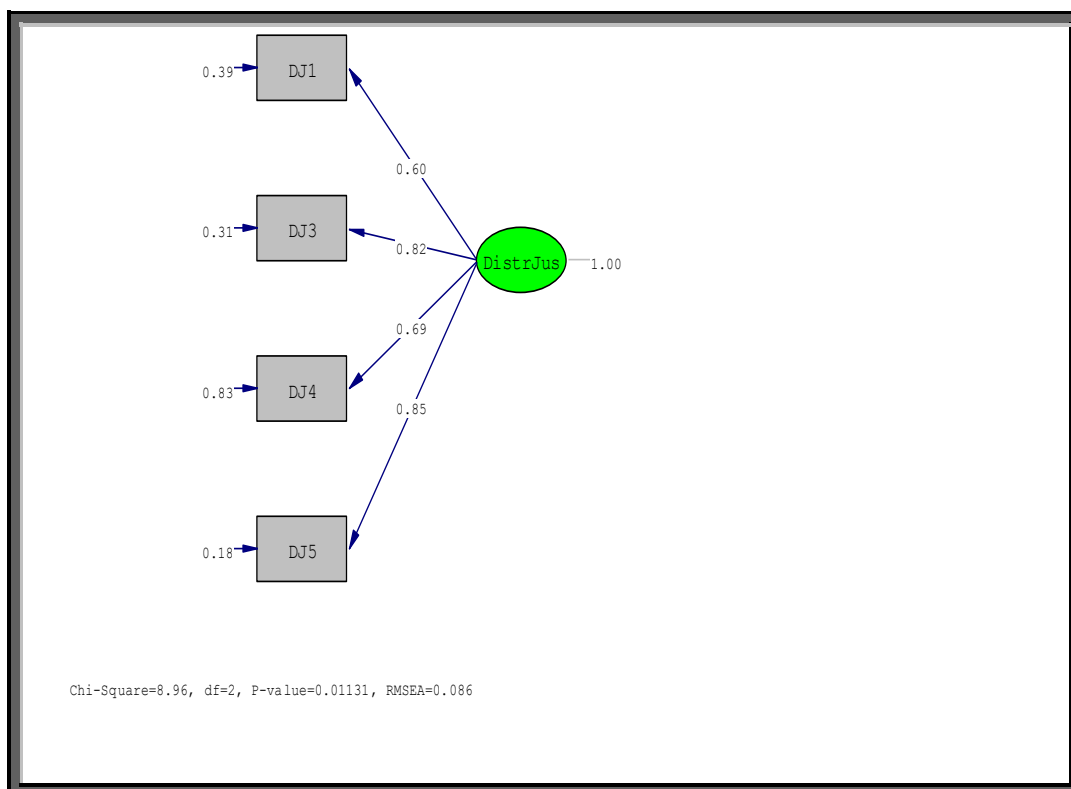 0.39 DJ1
0.60
0.31 DJ3
0.82
DistrJus 1.00
0.69
0.83 DJ4
0.85
0.18 DJ5
Chi-Square=8.96, df=2, P-value=0.01131, RMSEA=0.086